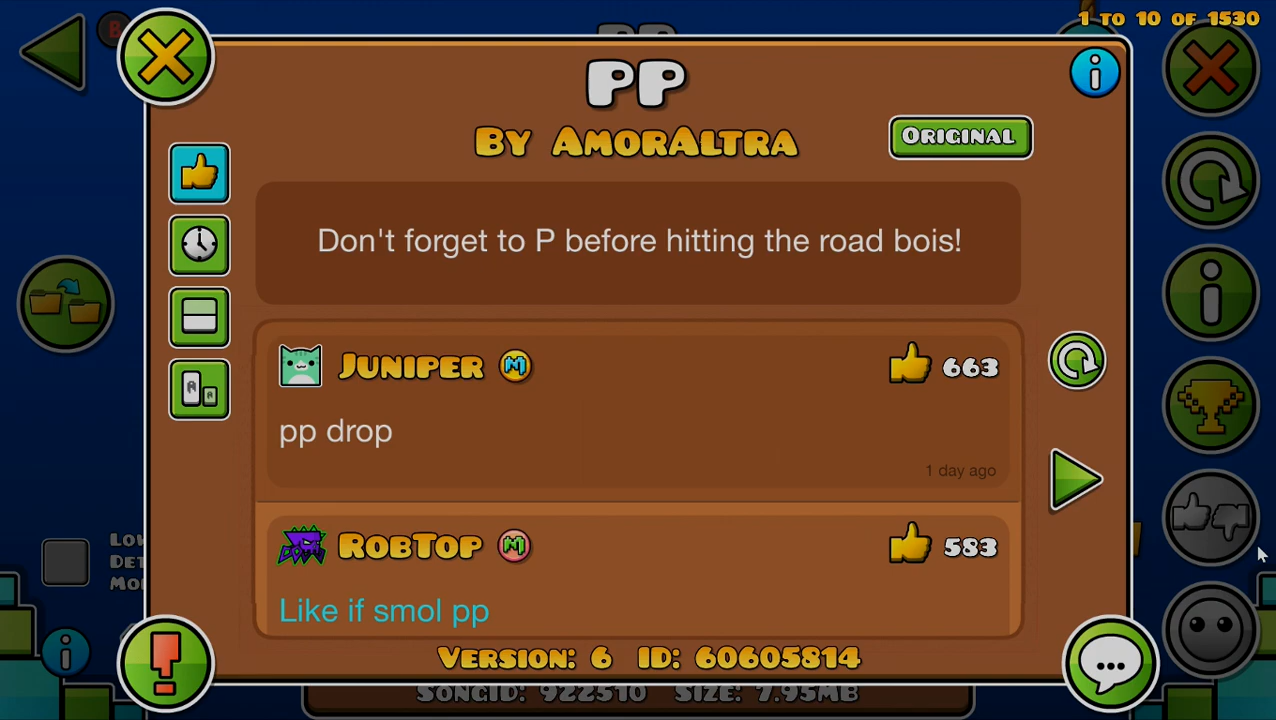 1 to 10 of 1530
PP
By AmorAltra
Original
Don't forget to P before hitting the road bois!
Juniper
663
pp drop
1 day ago
RobTop
583
Like if smol pp
Version: 6 ID: 60605814
SongID: 922510 Size: 7.95MB